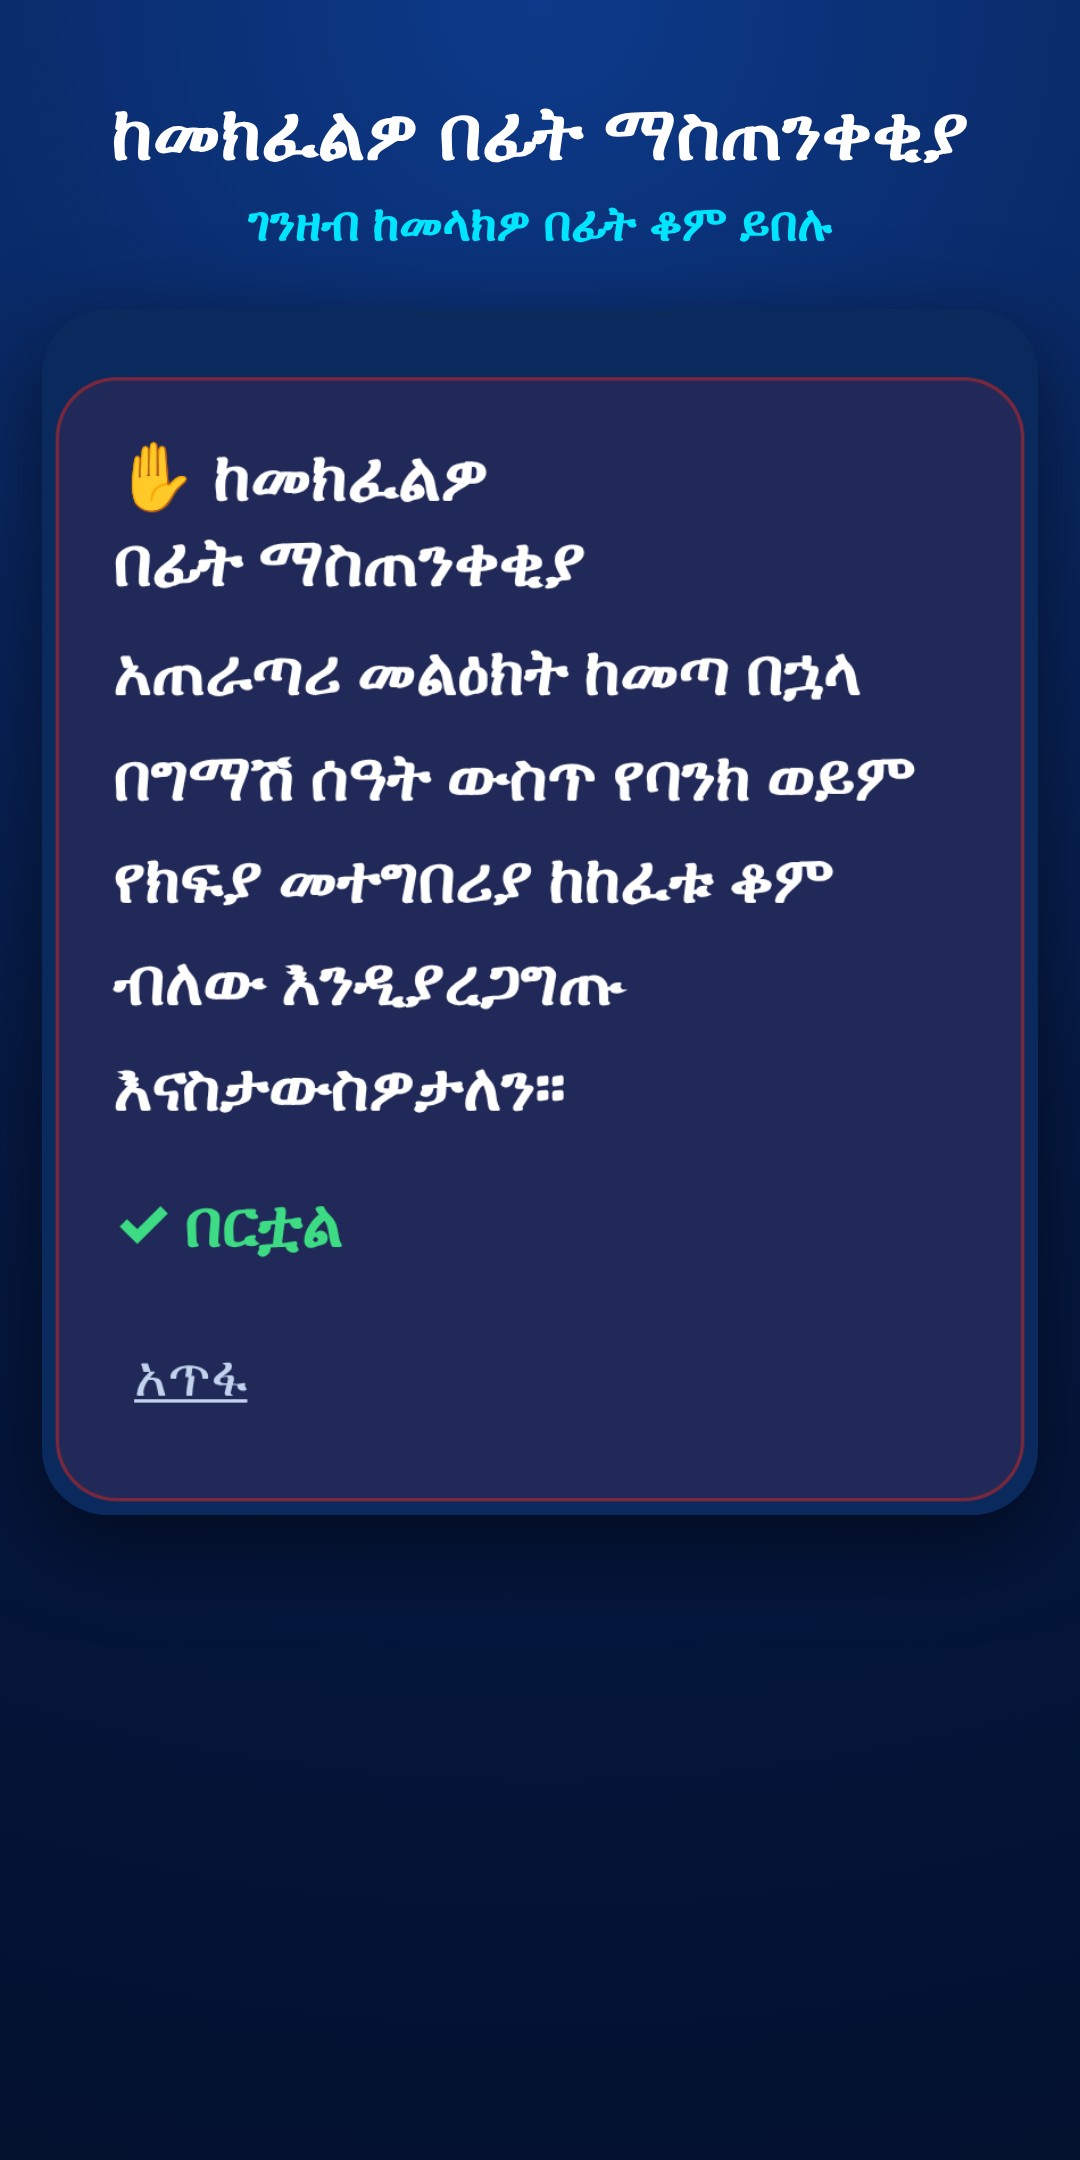 ከመክፈልዎ በፊት ማስጠንቀቂያ
ገንዘብ ከመላክዎ በፊት ቆም ይበሉ
✋ ከመክፈልዎ
በፊት ማስጠንቀቂያ
አጠራጣሪ መልዕክት ከመጣ በኋላ
በግማሽ ሰዓት ውስጥ የባንክ ወይም
የክፍያ መተግበሪያ ከከፈቱ ቆም
ብለው እንዲያረጋግጡ
እናስታውስዎታለን።
✓ በርቷል
አጥፋ